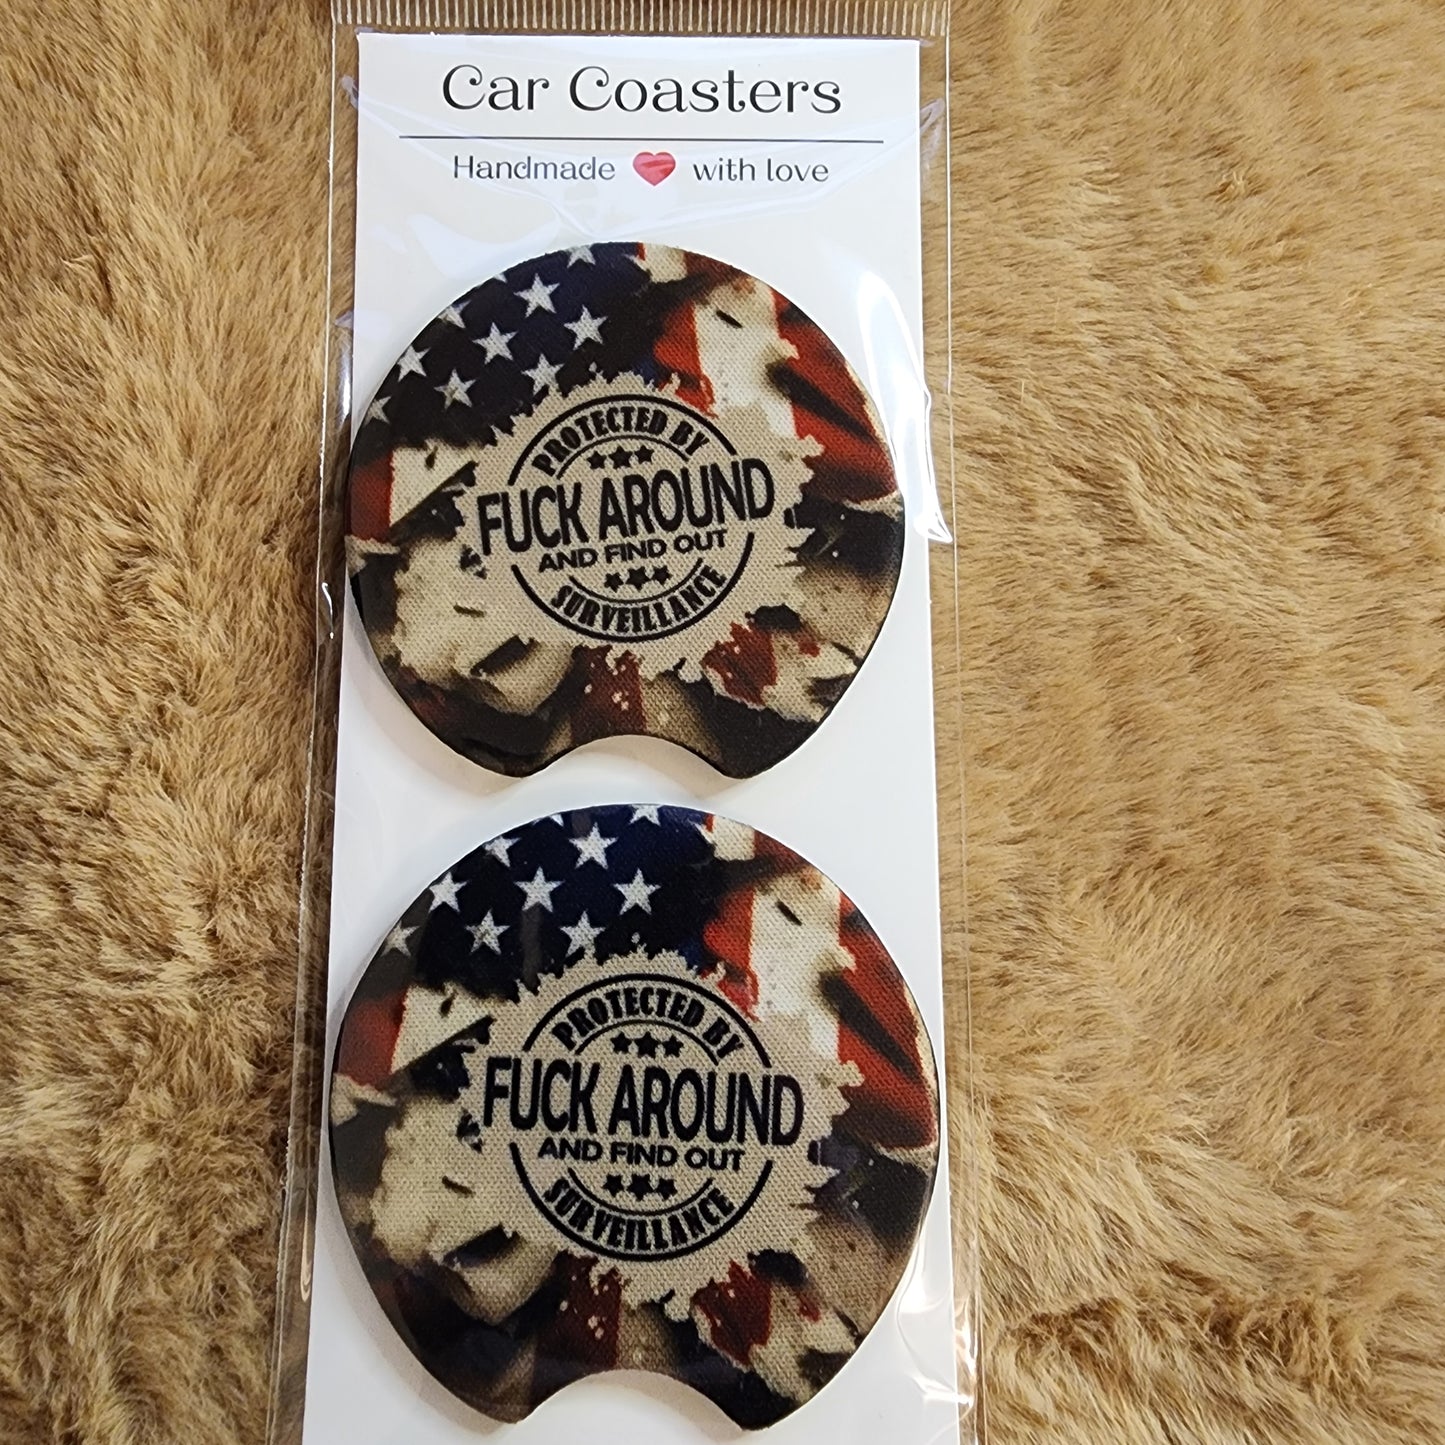 Car Coasters
Handmade with love
PROTECTED BY
FUCK AROUND
AND FIND OUT
SURVEILLANCE
PROTECTED BY
FUCK AROUND
AND FIND OUT
SURVEILLANCE